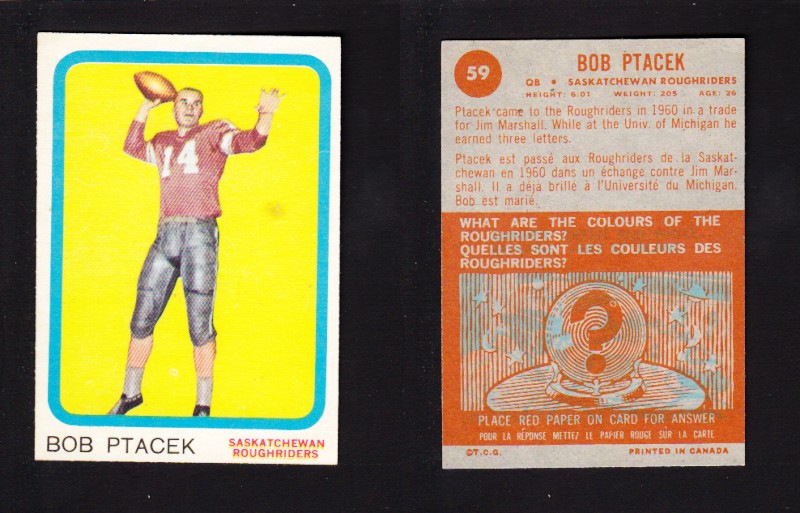 14
BOB PTACEK
SASKATCHEWAN
ROUGHRIDERS
59
BOB PTACEK
QB • SASKATCHEWAN ROUGHRIDERS
HEIGHT: 6:01 WEIGHT: 205 AGE: 26
Ptacek came to the Roughriders in 1960 in a trade
for Jim Marshall. While at the Univ. of Michigan he
earned three letters.
Ptacek est passé aux Roughriders de la Saskat-
chewan en 1960 dans un échange contre Jim Mar-
shall. Il a déjà brillé à l'Université du Michigan.
Bob est marié.
WHAT ARE THE COLOURS OF THE
ROUGHRIDERS?
QUELLES SONT LES COULEURS DES
ROUGHRIDERS?
?
PLACE RED PAPER ON CARD FOR ANSWER
POUR LA RÉPONSE METTEZ LE PAPIER ROUGE SUR LA CARTE
©T.C.G. PRINTED IN CANADA